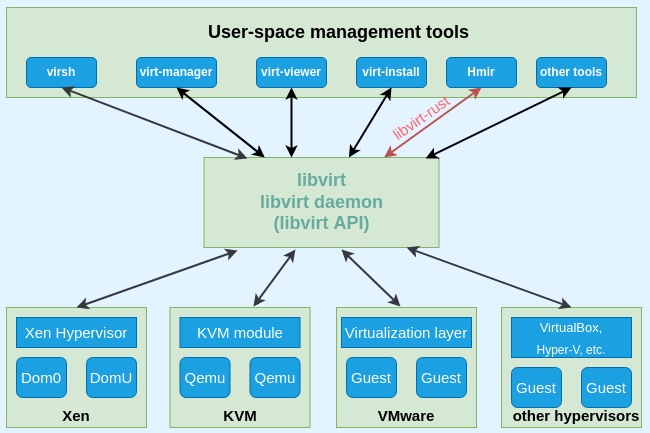 User-space management tools
virsh
virt-manager
virt-viewer
virt-install
Hmir
other tools
libvirt-rust
libvirt
libvirt daemon
(libvirt API)
Xen Hypervisor
Dom0
DomU
Xen
KVM module
Qemu
Qemu
KVM
Virtualization layer
Guest
Guest
VMware
VirtualBox,
Hyper-V, etc.
Guest
Guest
other hypervisors